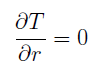 ∂T/∂r = 0